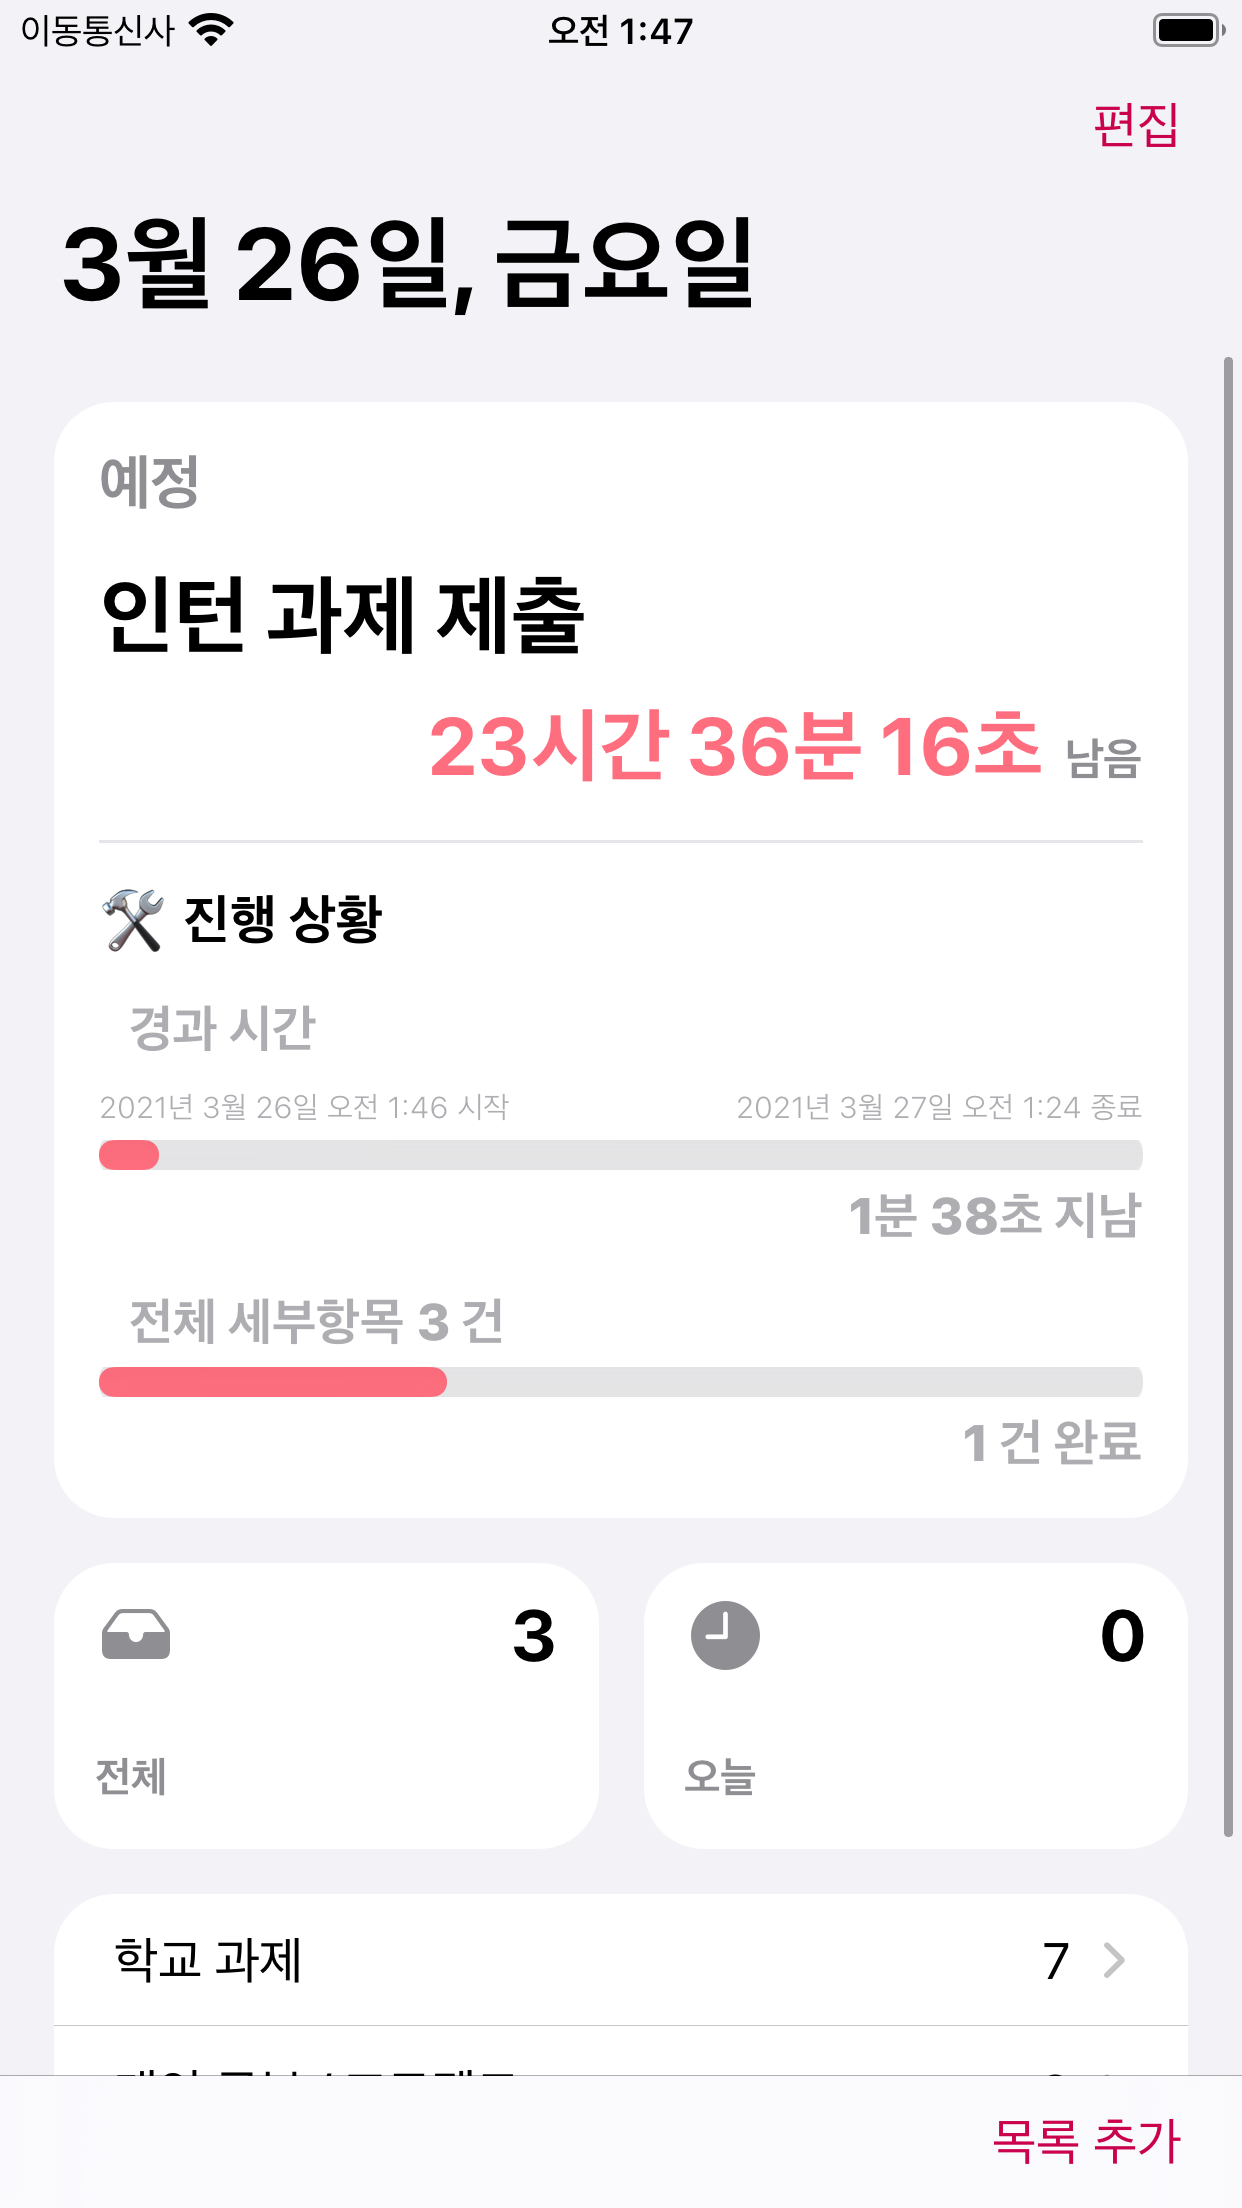 이동통신사
오전 1:47
편집
3월 26일, 금요일
예정
인턴 과제 제출
23시간 36분 16초 남음
진행 상황
경과 시간
2021년 3월 26일 오전 1:46 시작
2021년 3월 27일 오전 1:24 종료
1분 38초 지남
전체 세부항목 3 건
1 건 완료
3
전체
0
오늘
학교 과제 7
목록 추가